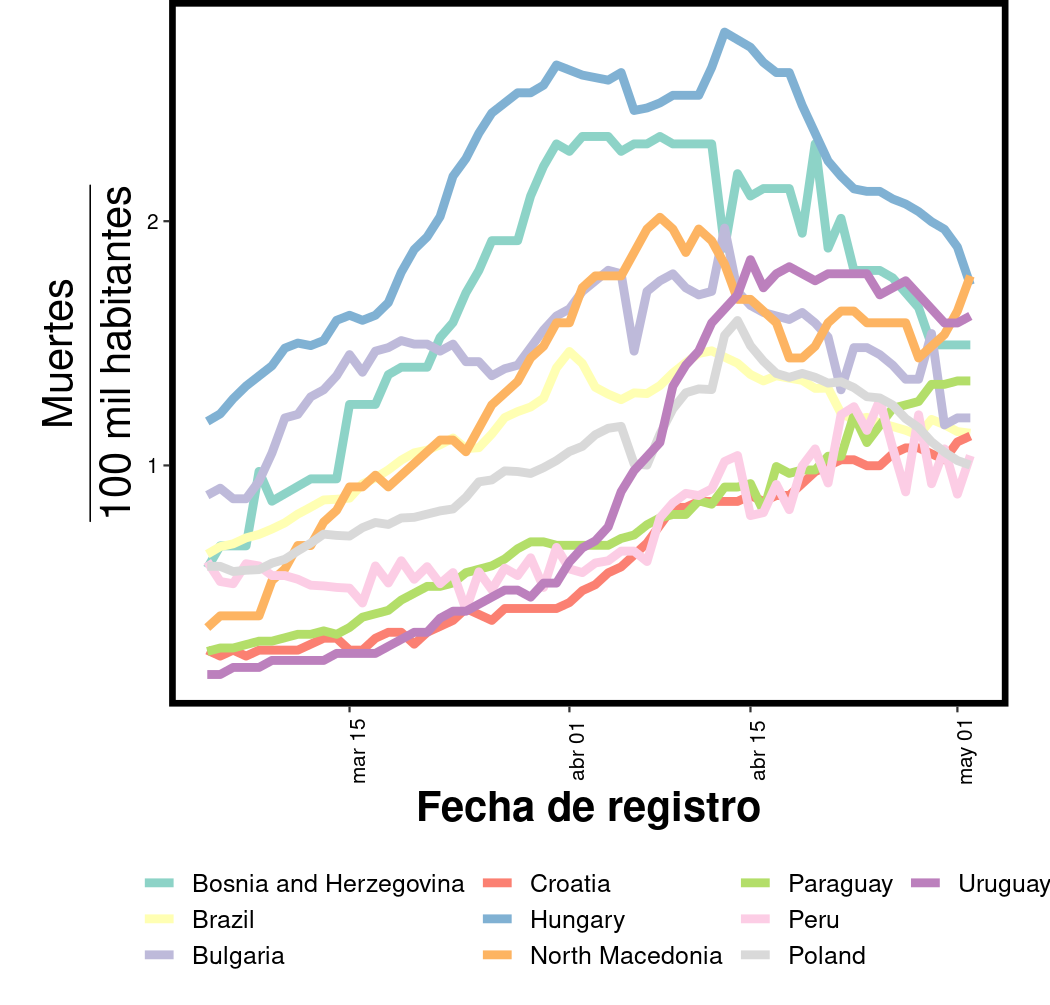 Muertes
100 mil habitantes
2
1
mar 15
abr 01
abr 15
may 01
Fecha de registro
Bosnia and Herzegovina
Croatia
Paraguay
Uruguay
Brazil
Hungary
Peru
Bulgaria
North Macedonia
Poland